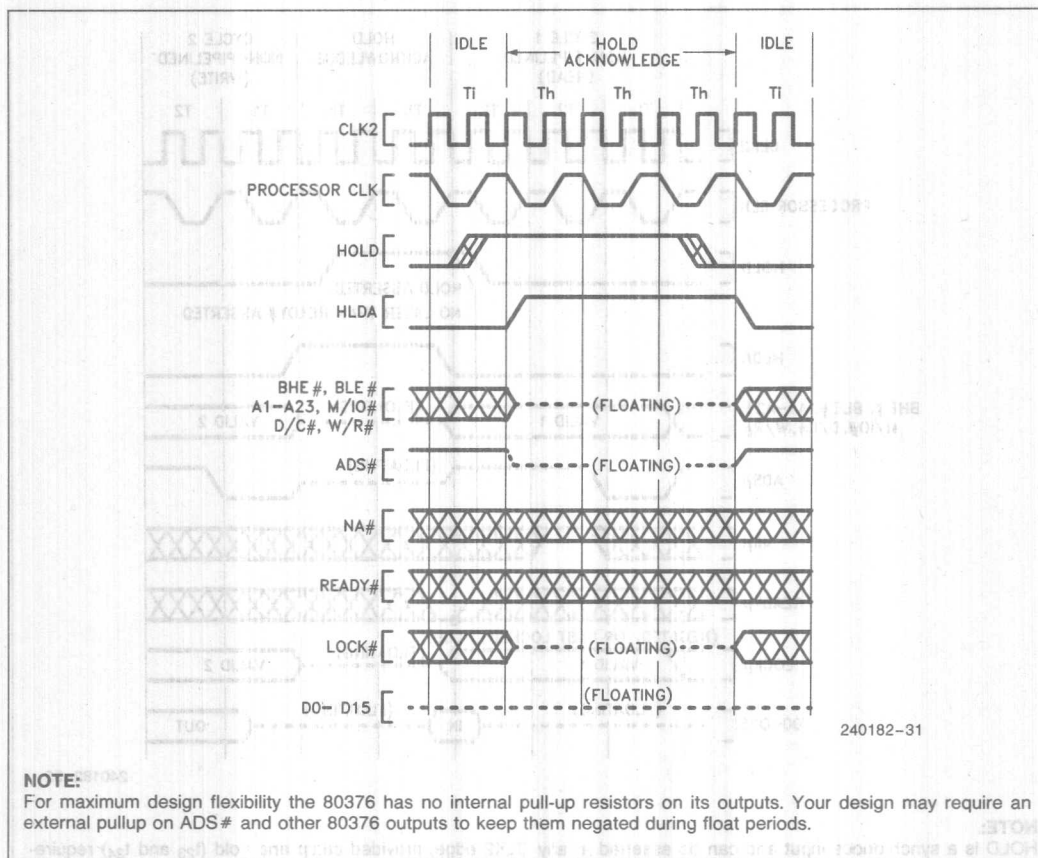 IDLE HOLD ACKNOWLEDGE IDLE
Ti Th Th Th Ti
CLK2
PROCESSOR CLK
HOLD
HLDA
BHE#, BLE#
A1-A23, M/IO#
D/C#, W/R#
(FLOATING)
ADS#
(FLOATING)
NA#
READY#
LOCK#
(FLOATING)
D0- D15
(FLOATING)
240182-31
NOTE:
For maximum design flexibility the 80376 has no internal pull-up resistors on its outputs. Your design may require an
external pullup on ADS# and other 80376 outputs to keep them negated during float periods.